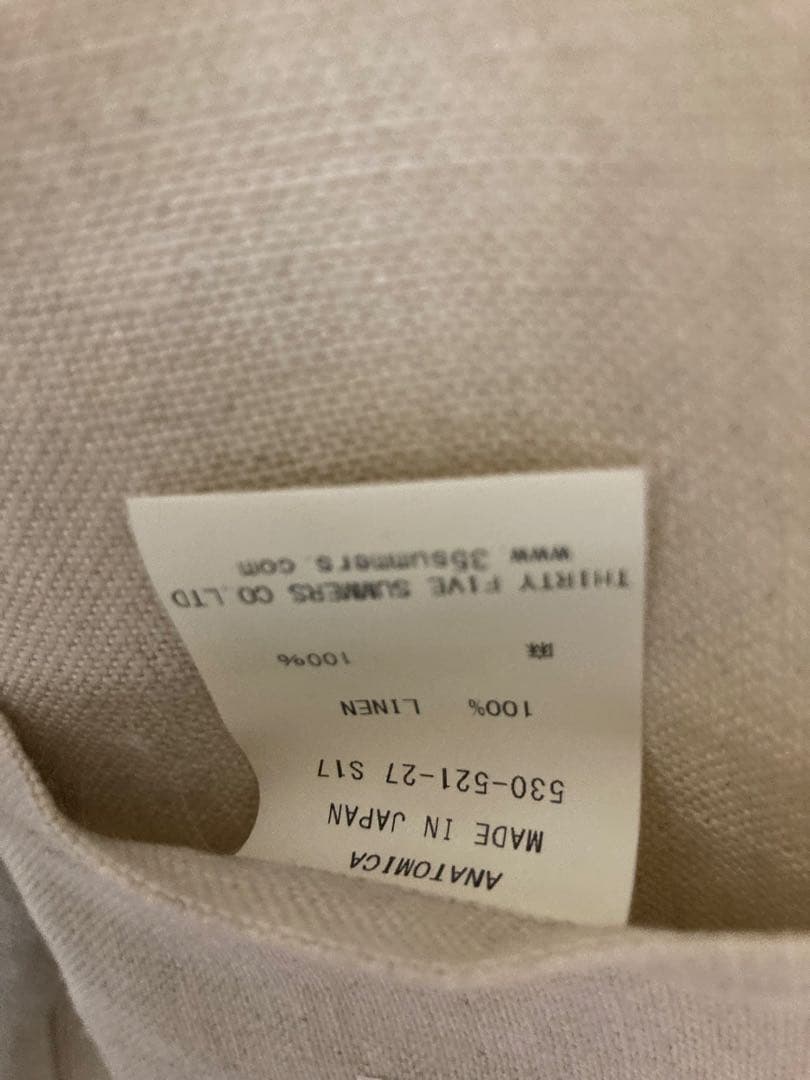 ANATOMICA
MADE IN JAPAN
530-521-27 S17
100% LINEN
麻 100%
THIRTY FIVE SUMMERS CO.LTD
www.35summers.com